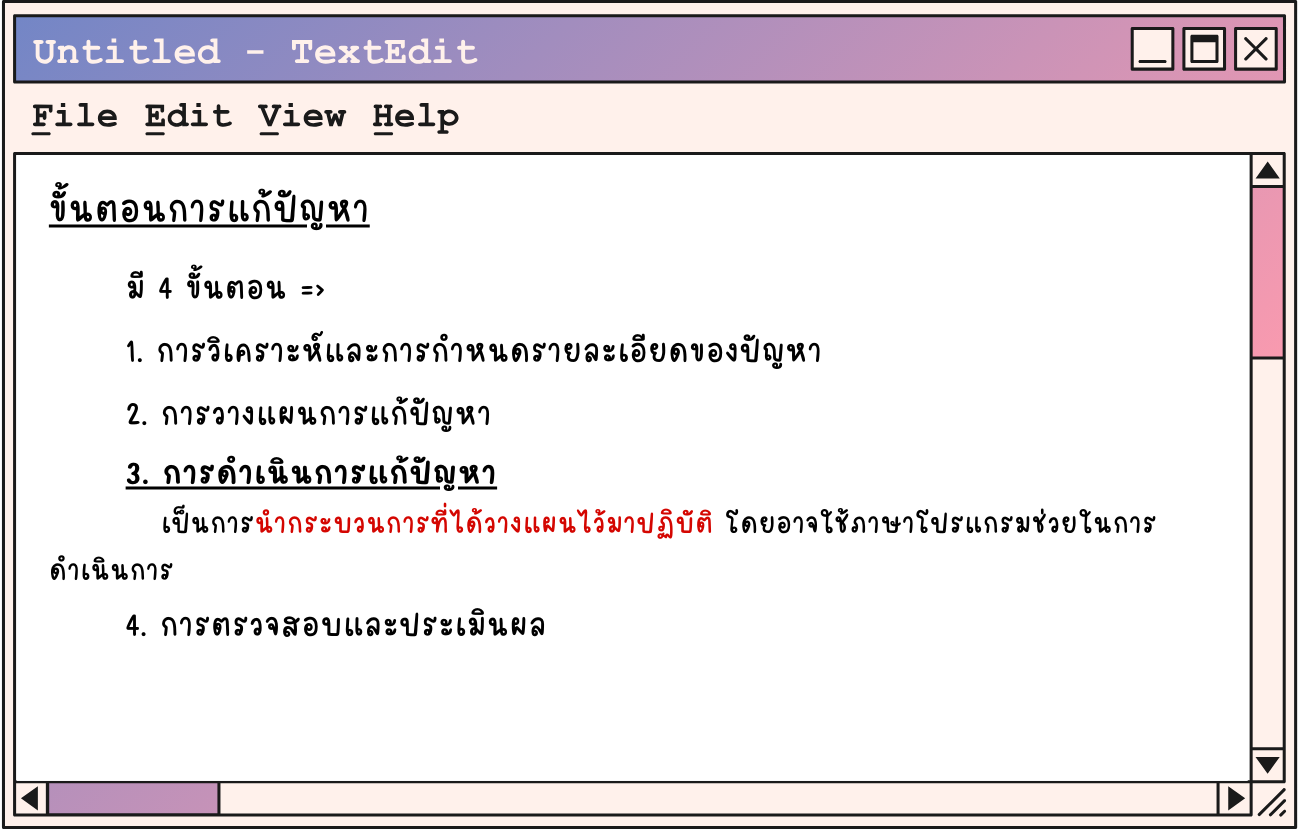 Untitled - TextEdit
File Edit View Help
ขั้นตอนการแก้ปัญหา
มี 4 ขั้นตอน =>
1. การวิเคราะห์และการกำหนดรายละเอียดของปัญหา
2. การวางแผนการแก้ปัญหา
3. การดำเนินการแก้ปัญหา
เป็นการนำกระบวนการที่ได้วางแผนไว้มาปฏิบัติ โดยอาจใช้ภาษาโปรแกรมช่วยในการ
ดำเนินการ
4. การตรวจสอบและประเมินผล